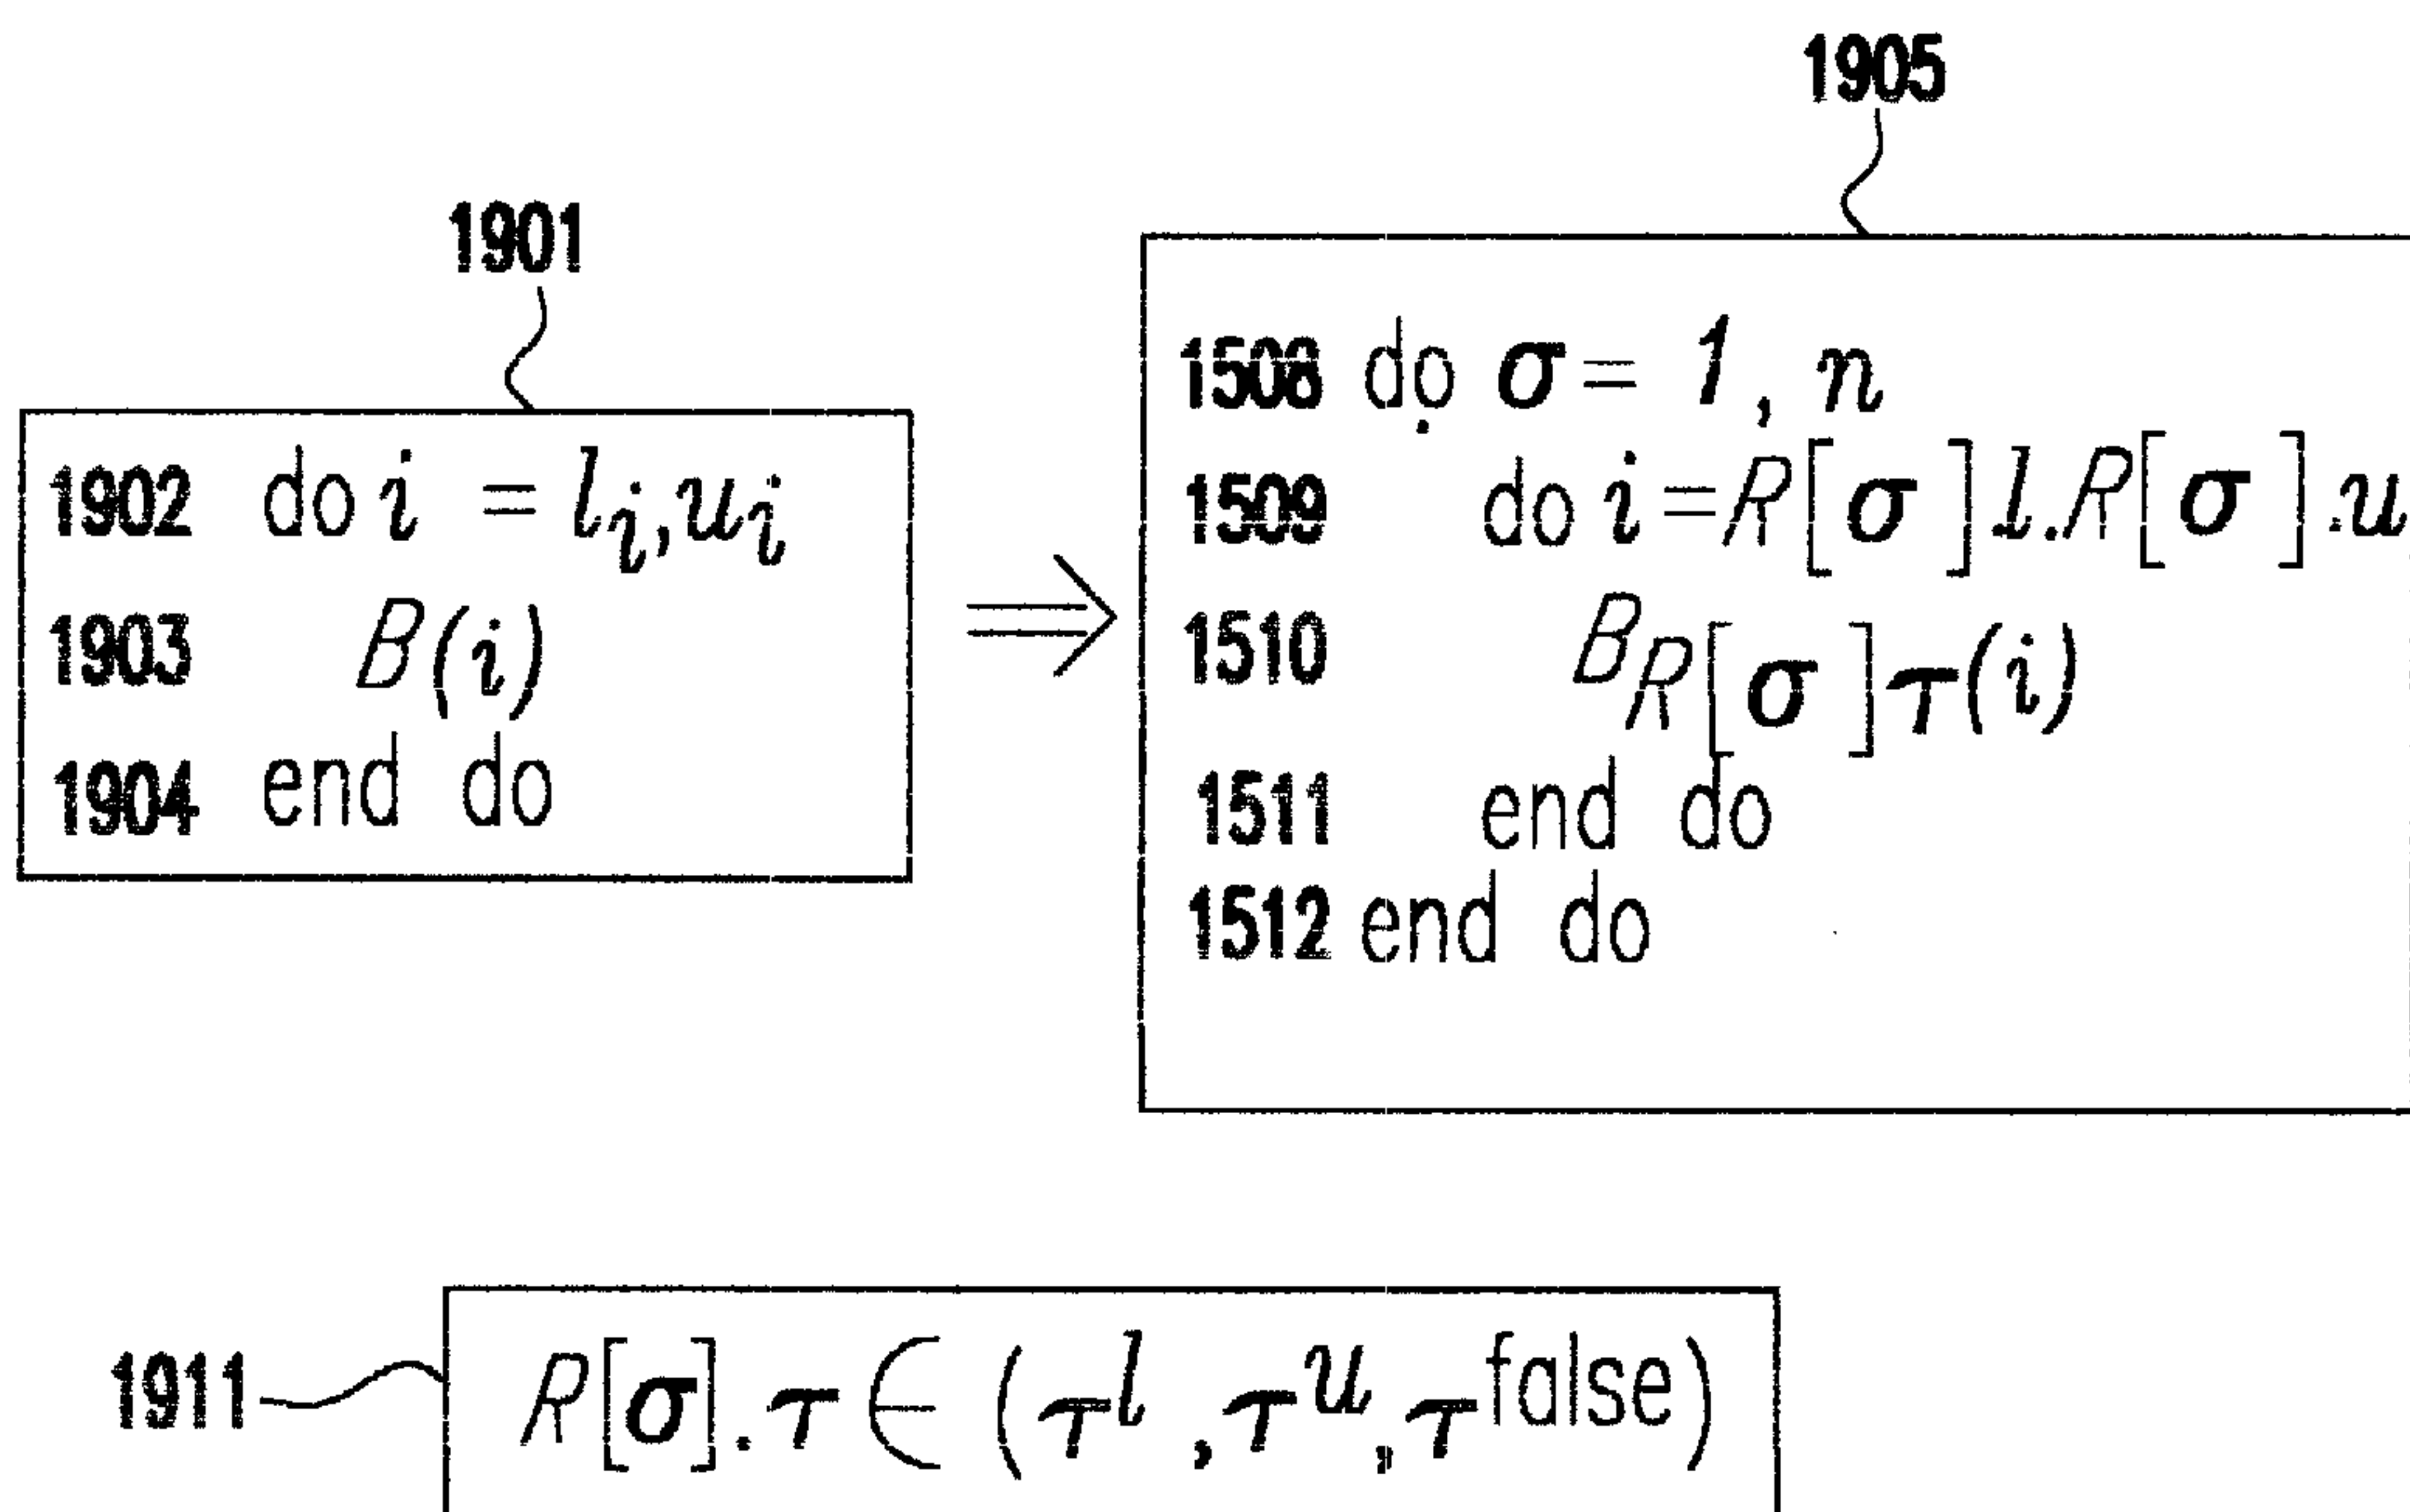 1901
1902 do i = l_i, u_i
1903 B(i)
1904 end do
⇒
1905
1508 do σ = 1, n
1509 do i = R[σ] l . R[σ] . u
1510 B_R[σ] τ(i)
1511 end do
1512 end do
1911
R[σ]. τ ∈ (τ^l, τ^u, τ^false)